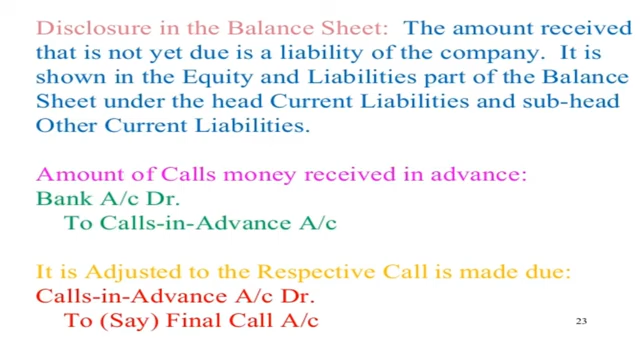 Disclosure in the Balance Sheet: The amount received
that is not yet due is a liability of the company. It is
shown in the Equity and Liabilities part of the Balance
Sheet under the head Current Liabilities and sub-head
Other Current Liabilities.
Amount of Calls money received in advance:
Bank A/c Dr.
To Calls-in-Advance A/c
It is Adjusted to the Respective Call is made due:
Calls-in-Advance A/c Dr.
To (Say) Final Call A/c
23